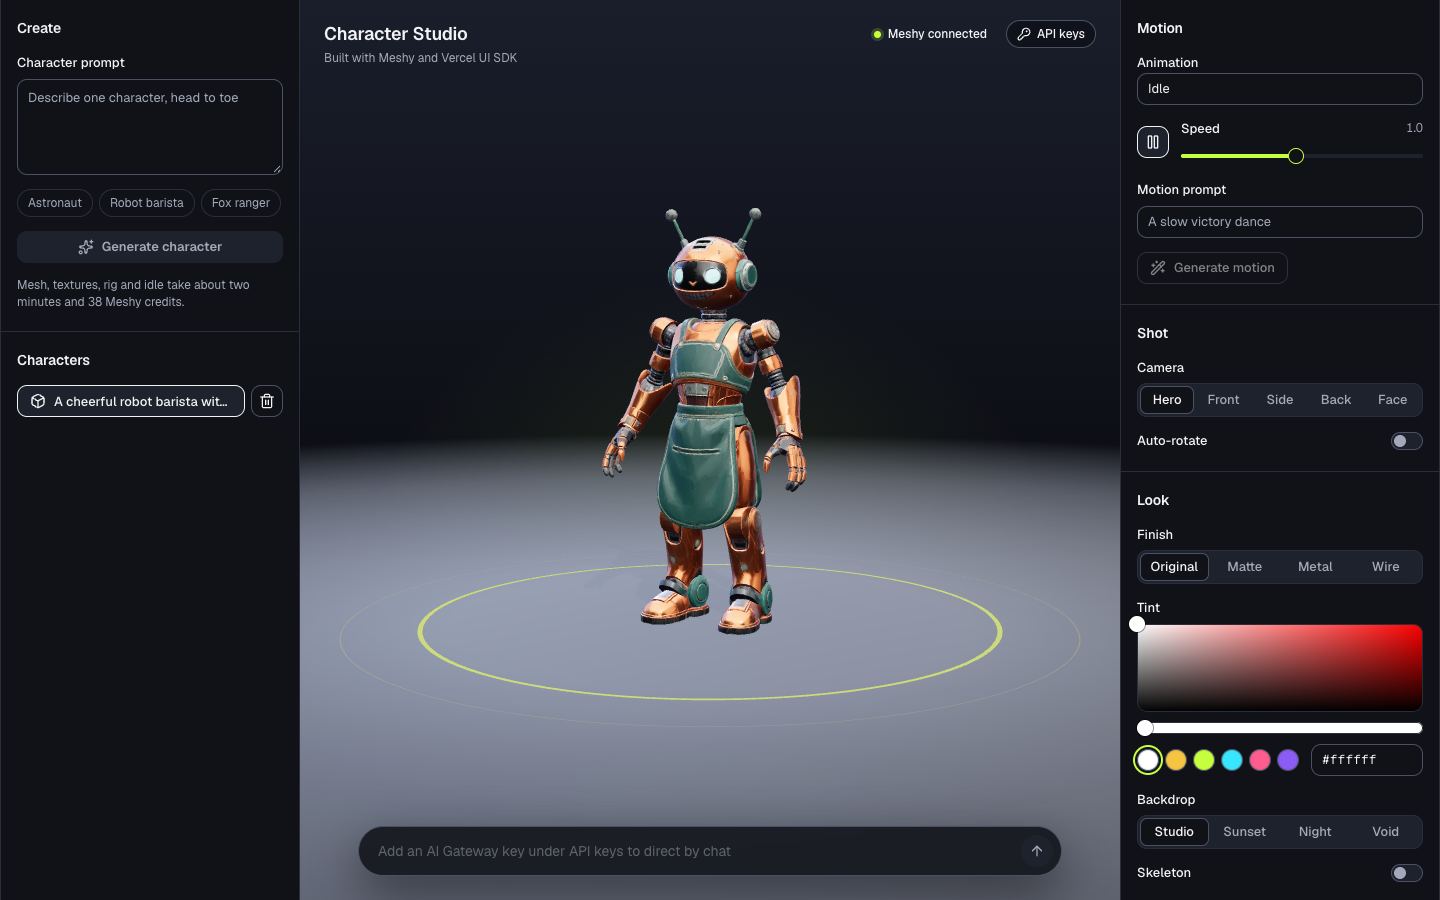 Create
Character prompt
Describe one character, head to toe
Astronaut
Robot barista
Fox ranger
Generate character
Mesh, textures, rig and idle take about two
minutes and 38 Meshy credits.
Characters
A cheerful robot barista wit...
Character Studio
Built with Meshy and Vercel UI SDK
Meshy connected
API keys
Add an AI Gateway key under API keys to direct by chat
Motion
Animation
Idle
Speed
1.0
Motion prompt
A slow victory dance
Generate motion
Shot
Camera
Hero
Front
Side
Back
Face
Auto-rotate
Look
Finish
Original
Matte
Metal
Wire
Tint
#ffffff
Backdrop
Studio
Sunset
Night
Void
Skeleton